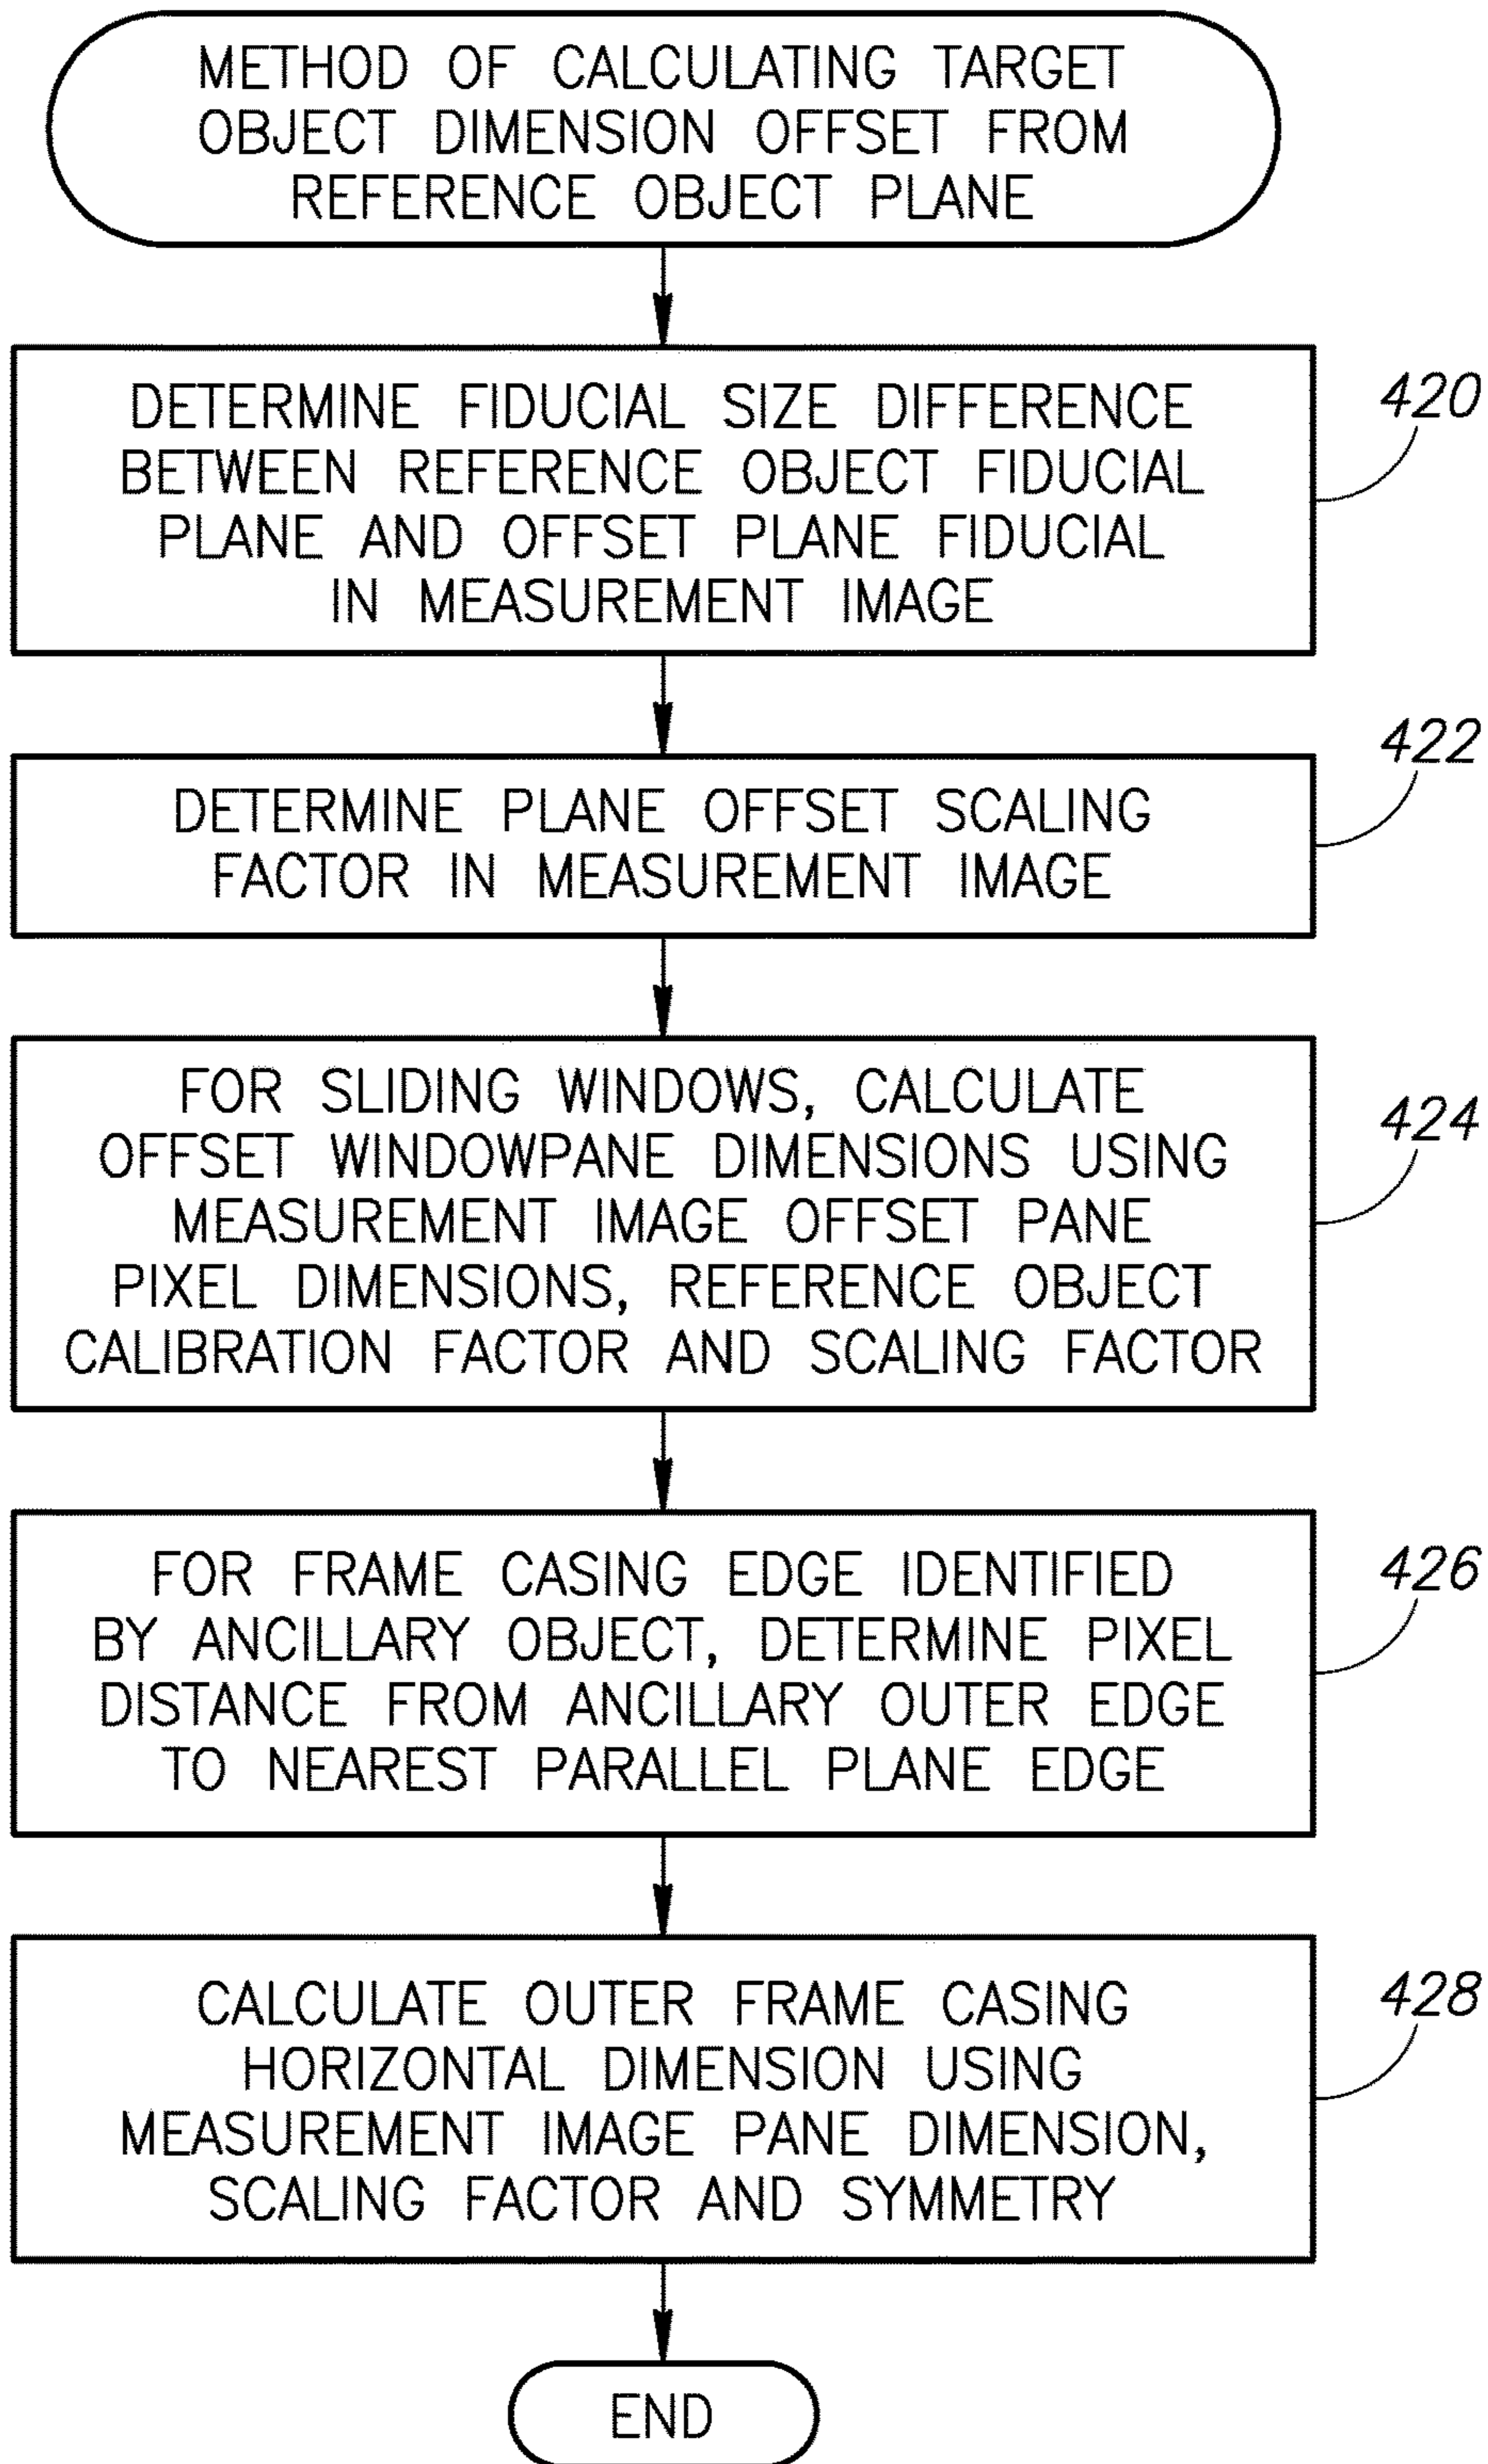 METHOD OF CALCULATING TARGET
OBJECT DIMENSION OFFSET FROM
REFERENCE OBJECT PLANE
DETERMINE FIDUCIAL SIZE DIFFERENCE
BETWEEN REFERENCE OBJECT FIDUCIAL
PLANE AND OFFSET PLANE FIDUCIAL
IN MEASUREMENT IMAGE
420
DETERMINE PLANE OFFSET SCALING
FACTOR IN MEASUREMENT IMAGE
422
FOR SLIDING WINDOWS, CALCULATE
OFFSET WINDOWPANE DIMENSIONS USING
MEASUREMENT IMAGE OFFSET PANE
PIXEL DIMENSIONS, REFERENCE OBJECT
CALIBRATION FACTOR AND SCALING FACTOR
424
FOR FRAME CASING EDGE IDENTIFIED
BY ANCILLARY OBJECT, DETERMINE PIXEL
DISTANCE FROM ANCILLARY OUTER EDGE
TO NEAREST PARALLEL PLANE EDGE
426
CALCULATE OUTER FRAME CASING
HORIZONTAL DIMENSION USING
MEASUREMENT IMAGE PANE DIMENSION,
SCALING FACTOR AND SYMMETRY
428
END